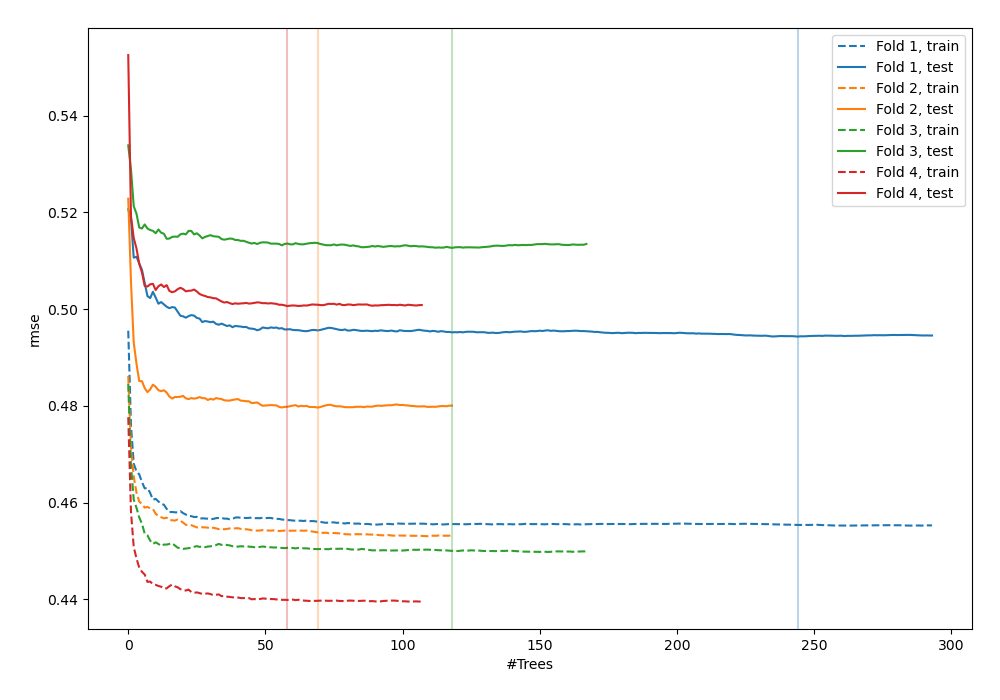 rmse
0.54
0.52
0.50
0.48
0.46
0.44
0
50
100
150
200
250
300
#Trees
Fold 1, train
Fold 1, test
Fold 2, train
Fold 2, test
Fold 3, train
Fold 3, test
Fold 4, train
Fold 4, test